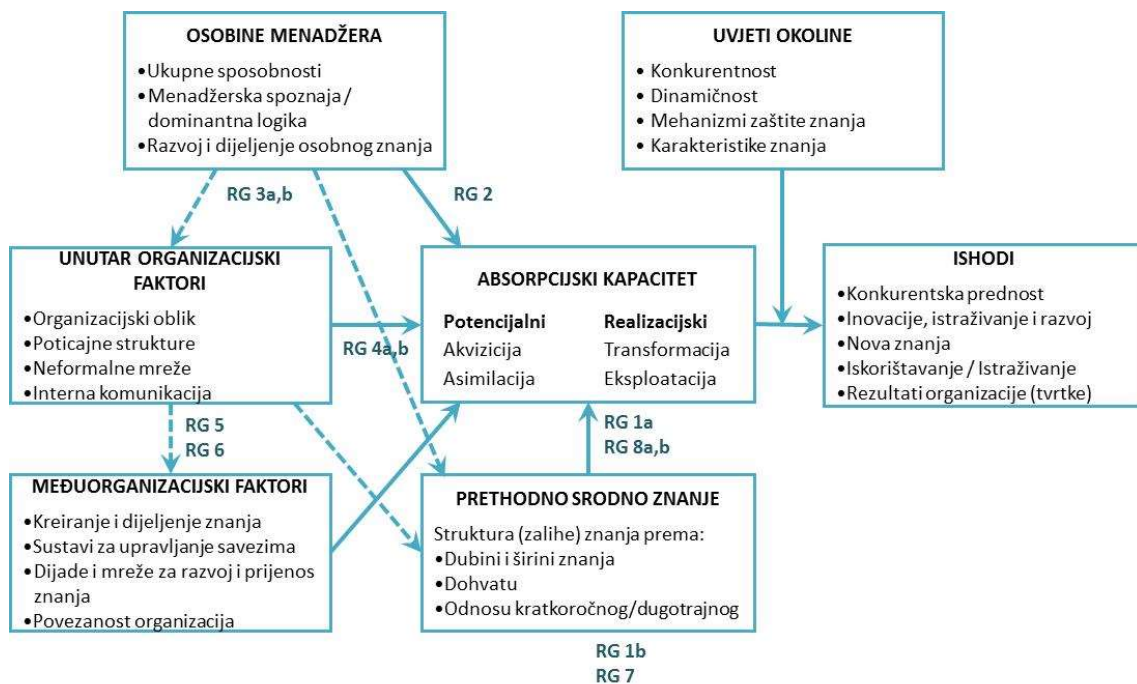 OSOBINE MENADŽERA
•Ukupne sposobnosti
•Menadžerska spoznaja /
dominantna logika
•Razvoj i dijeljenje osobnog znanja
UVJETI OKOLINE
• Konkurentnost
• Dinamičnost
• Mehanizmi zaštite znanja
• Karakteristike znanja
RG 3a,b
RG 2
UNUTAR ORGANIZACIJSKI
FAKTORI
•Organizacijski oblik
•Poticajne strukture
•Neformalne mreže
•Interna komunikacija
RG 4a,b
ABSORPCIJSKI KAPACITET
Potencijalni Realizacijski
Akvizicija Transformacija
Asimilacija Eksploatacija
ISHODI
•Konkurentska prednost
•Inovacije, istraživanje i razvoj
•Nova znanja
•Iskorištavanje / Istraživanje
•Rezultati organizacije (tvrtke)
RG 5
RG 6
RG 1a
RG 8a,b
MEĐUORGANIZACIJSKI FAKTORI
•Kreiranje i dijeljenje znanja
•Sustavi za upravljanje savezima
•Dijade i mreže za razvoj i prijenos
znanja
•Povezanost organizacija
PRETHODNO SRODNO ZNANJE
Struktura (zalihe) znanja prema:
•Dubini i širini znanja
•Dohvatu
•Odnosu kratkoročnog/dugotrajnog
RG 1b
RG 7